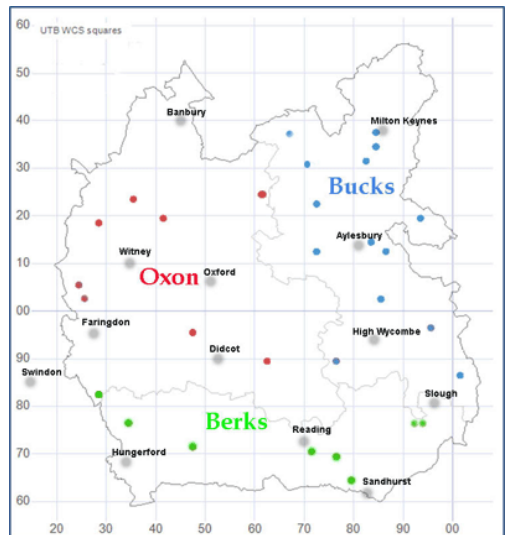 60
UTB WCS squares
50
Banbury
Milton Keynes
40
30
Bucks
20
Aylesbury
Witney
10
Oxon
Oxford
00
Faringdon
High Wycombe
Didcot
90
Swindon
Slough
80
Berks
Reading
70
Hungerford
Sandhurst
60
20 30 40 50 60 70 80 90 00